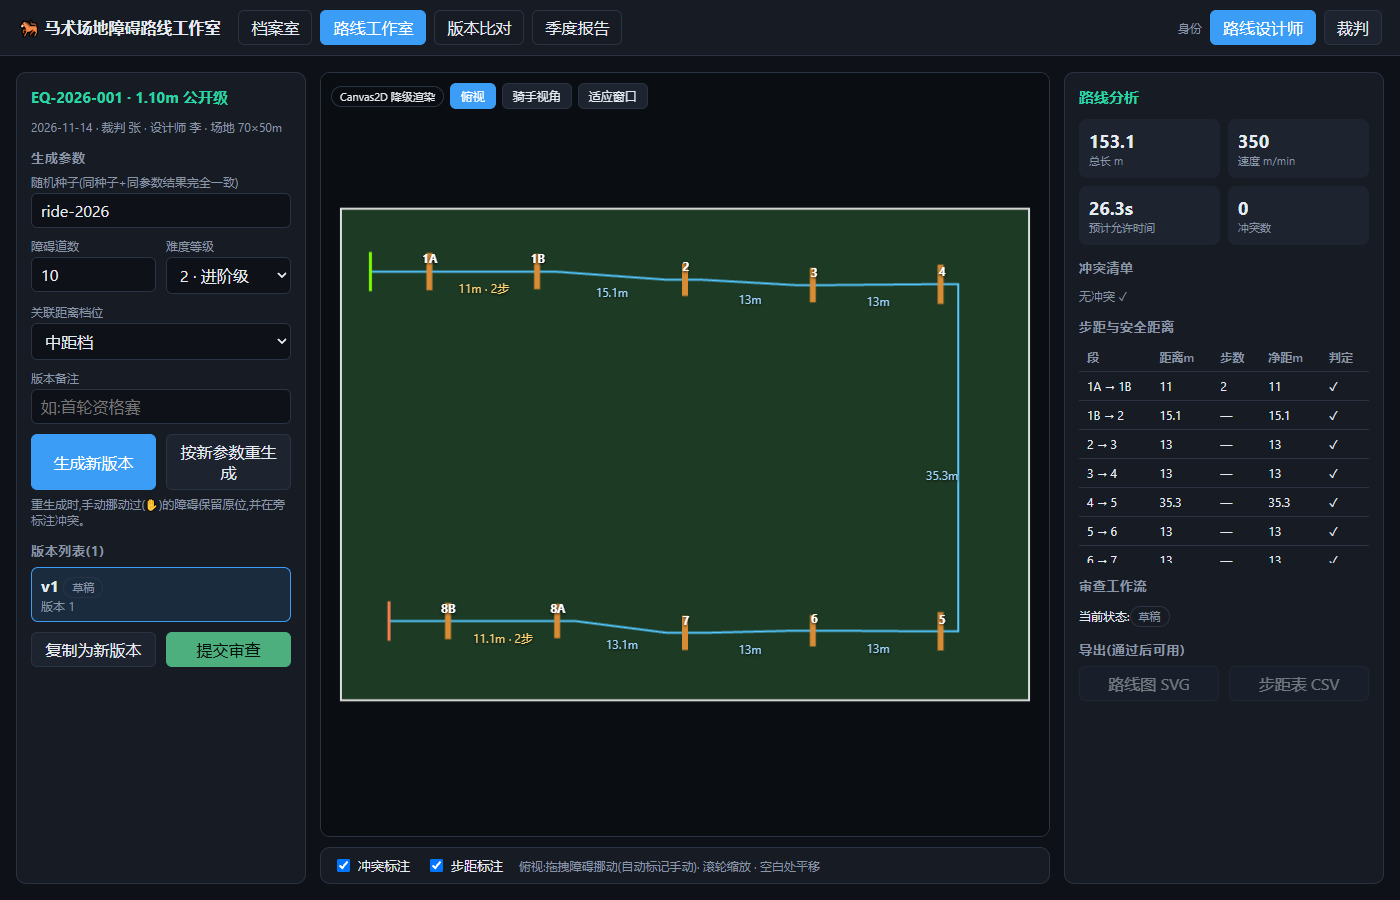 马术场地障碍路线工作室
档案室
路线工作室
版本比对
季度报告
身份
路线设计师
裁判
EQ-2026-001 · 1.10m 公开级
2026-11-14 · 裁判 张 · 设计师 李 · 场地 70×50m
生成参数
随机种子(同种子+同参数结果完全一致)
ride-2026
障碍道数
难度等级
10
2 · 进阶级
关联距离档位
中距档
版本备注
如:首轮资格赛
生成新版本
按新参数重生成
重生成时,手动挪动过(✋)的障碍保留原位,并在旁
标注冲突。
版本列表(1)
v1 草稿
版本 1
复制为新版本
提交审查
Canvas2D 降级渲染
俯视
骑手视角
适应窗口
1A
1B
2
3
4
11m · 2步
15.1m
13m
13m
35.3m
8B
8A
7
6
5
11.1m · 2步
13.1m
13m
13m
冲突标注
步距标注
俯视:拖拽障碍挪动(自动标记手动)· 滚轮缩放 · 空白处平移
路线分析
153.1
总长 m
350
速度 m/min
26.3s
预计允许时间
0
冲突数
冲突清单
无冲突 ✓
步距与安全距离
段 距离m 步数 净距m 判定
1A → 1B 11 2 11 ✓
1B → 2 15.1 — 15.1 ✓
2 → 3 13 — 13 ✓
3 → 4 13 — 13 ✓
4 → 5 35.3 — 35.3 ✓
5 → 6 13 — 13 ✓
6 → 7 13 — 13 ✓
审查工作流
当前状态: 草稿
导出(通过后可用)
路线图 SVG
步距表 CSV